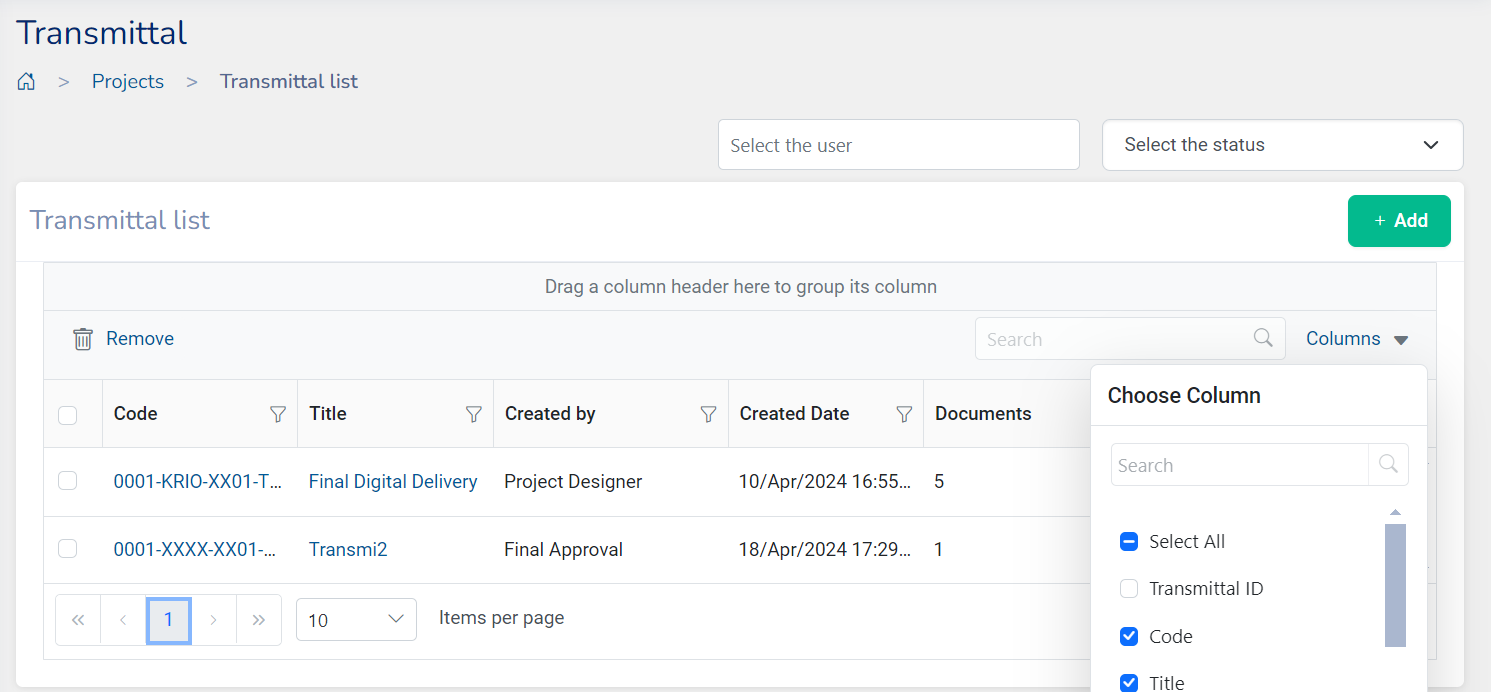 Transmittal
> Projects > Transmittal list
Select the user
Select the status
Transmittal list
+ Add
Drag a column header here to group its column
Remove
Search
Columns
Code
Title
Created by
Created Date
Documents
0001-KRIO-XX01-T... Final Digital Delivery Project Designer 10/Apr/2024 16:55... 5
0001-XXXX-XX01-... Transmi2 Final Approval 18/Apr/2024 17:29... 1
« ‹ 1 › »
10
Items per page
Choose Column
Search
Select All
Transmittal ID
Code
Title